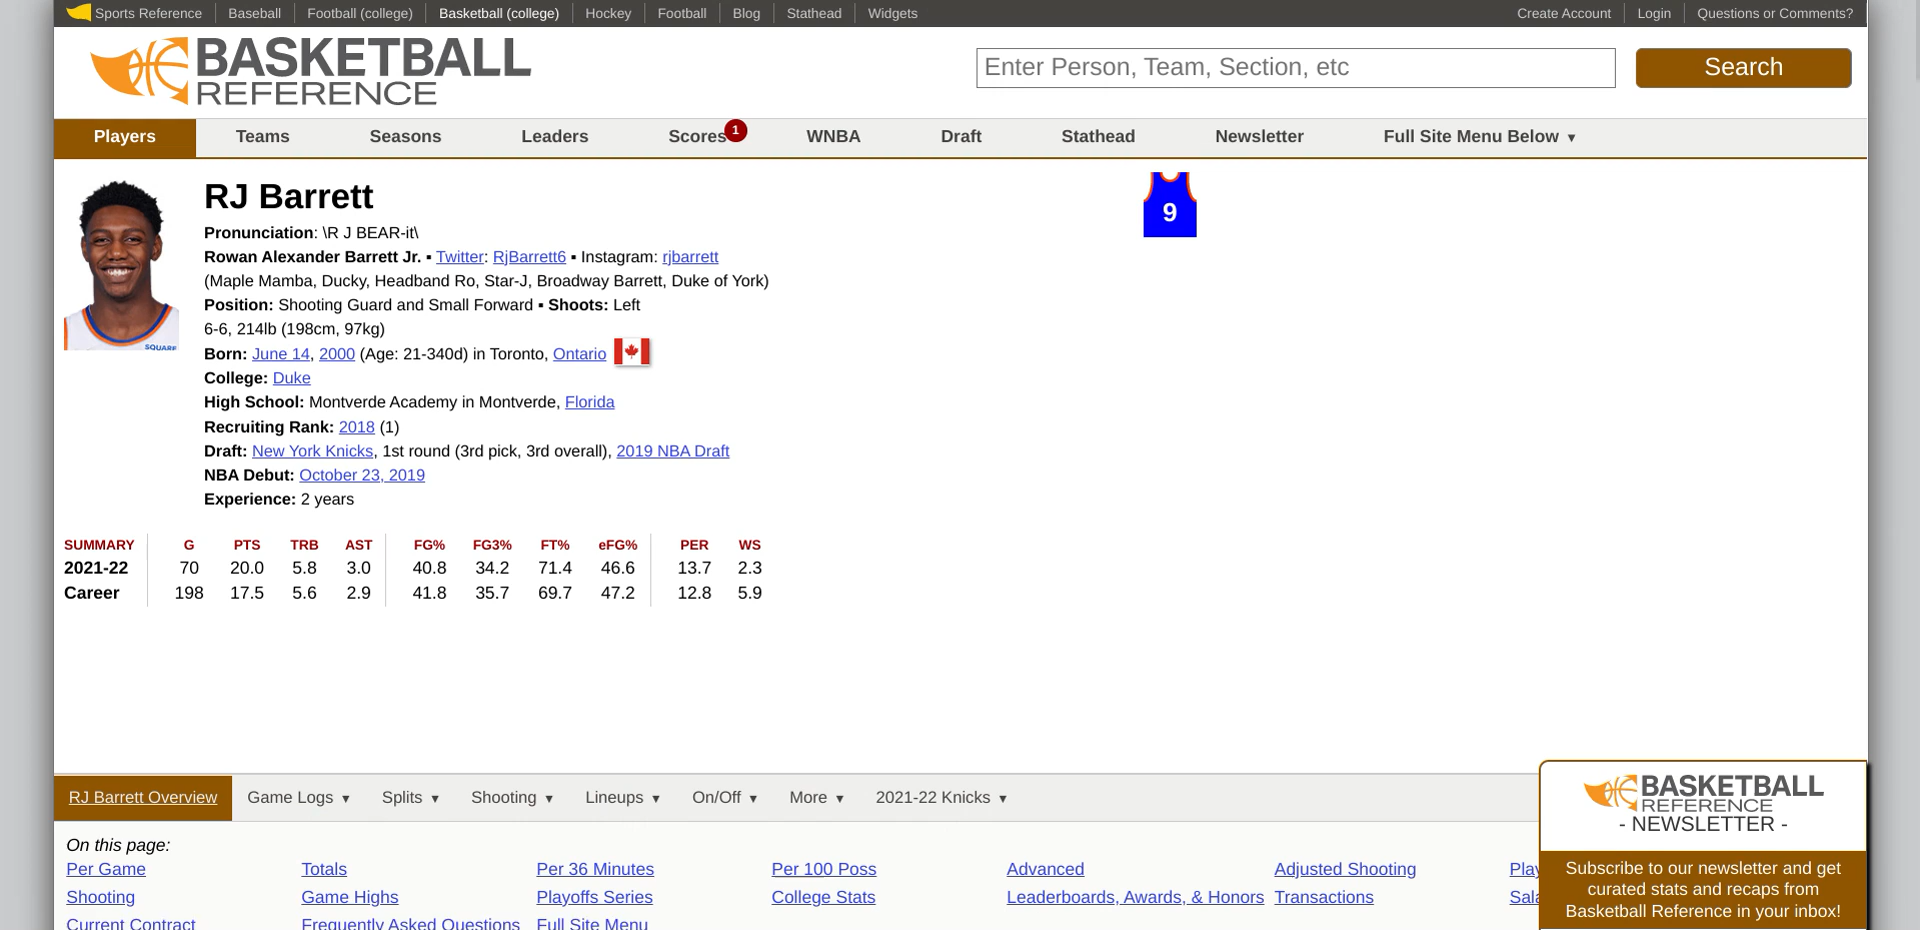 Sports Reference Baseball Football (college) Basketball (college) Hockey Football Blog Stathead Widgets Create Account Login Questions or Comments?
BASKETBALL
REFERENCE
Enter Person, Team, Section, etc
Search
Players Teams Seasons Leaders Scores 1 WNBA Draft Stathead Newsletter Full Site Menu Below ▼
RJ Barrett
9
Pronunciation: \R J BEAR-it\
Rowan Alexander Barrett Jr. ▪ Twitter: RjBarrett6 ▪ Instagram: rjbarrett
(Maple Mamba, Ducky, Headband Ro, Star-J, Broadway Barrett, Duke of York)
Position: Shooting Guard and Small Forward ▪ Shoots: Left
6-6, 214lb (198cm, 97kg)
Born: June 14, 2000 (Age: 21-340d) in Toronto, Ontario
College: Duke
High School: Montverde Academy in Montverde, Florida
Recruiting Rank: 2018 (1)
Draft: New York Knicks, 1st round (3rd pick, 3rd overall), 2019 NBA Draft
NBA Debut: October 23, 2019
Experience: 2 years
SQUARE
SUMMARY G PTS TRB AST FG% FG3% FT% eFG% PER WS
2021-22 70 20.0 5.8 3.0 40.8 34.2 71.4 46.6 13.7 2.3
Career 198 17.5 5.6 2.9 41.8 35.7 69.7 47.2 12.8 5.9
RJ Barrett Overview Game Logs ▼ Splits ▼ Shooting ▼ Lineups ▼ On/Off ▼ More ▼ 2021-22 Knicks ▼
On this page:
Per Game Totals Per 36 Minutes Per 100 Poss Advanced Adjusted Shooting
Shooting Game Highs Playoffs Series College Stats Leaderboards, Awards, & Honors Transactions
Current Contract Frequently Asked Questions Full Site Menu
BASKETBALL
REFERENCE
- NEWSLETTER -
Subscribe to our newsletter and get
curated stats and recaps from
Basketball Reference in your inbox!